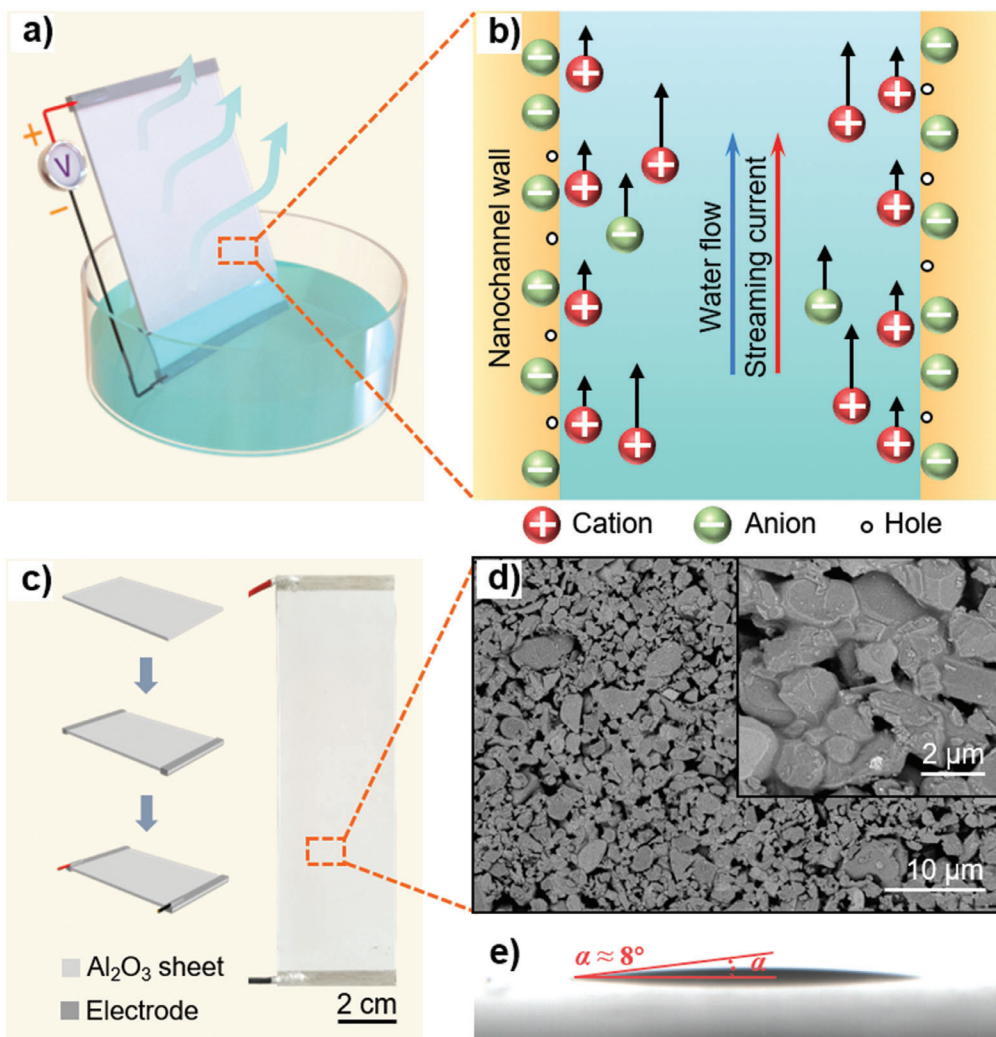 a)
+
V
−
b)
Nanochannel wall
Water flow
Streaming current
Cation
Anion
Hole
c)
Al₂O₃ sheet
Electrode
2 cm
d)
2 µm
10 µm
e)
α ≈ 8°
α